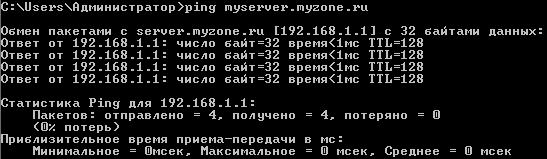 C:\Users\Администратор>ping myserver.myzone.ru
Обмен пакетами с server.myzone.ru [192.168.1.1] с 32 байтами данных:
Ответ от 192.168.1.1: число байт=32 время<1мс TTL=128
Ответ от 192.168.1.1: число байт=32 время<1мс TTL=128
Ответ от 192.168.1.1: число байт=32 время<1мс TTL=128
Ответ от 192.168.1.1: число байт=32 время<1мс TTL=128
Статистика Ping для 192.168.1.1:
Пакетов: отправлено = 4, получено = 4, потеряно = 0
(0% потерь)
Приблизительное время приема-передачи в мс:
Минимальное = 0мсек, Максимальное = 0 мсек, Среднее = 0 мсек